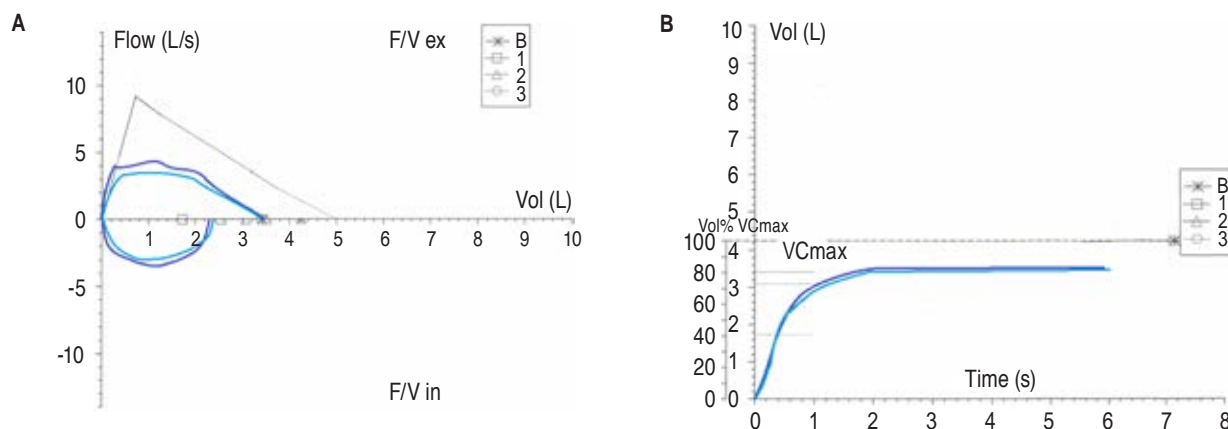 A
Flow (L/s)
F/V ex
B
1
2
3
10
5
0
-5
-10
Vol (L)
1 2 3 4 5 6 7 8 9 10
F/V in
B
Vol (L)
10
9
8
7
6
5
4
3
2
1
0
B
1
2
3
Vol% VCmax
100
80
60
40
20
0
VCmax
Time (s)
0 1 2 3 4 5 6 7 8